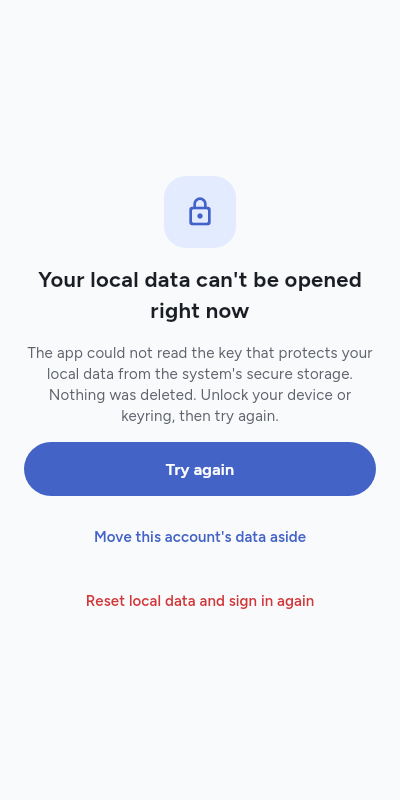 Your local data can't be opened
right now
The app could not read the key that protects your
local data from the system's secure storage.
Nothing was deleted. Unlock your device or
keyring, then try again.
Try again
Move this account's data aside
Reset local data and sign in again